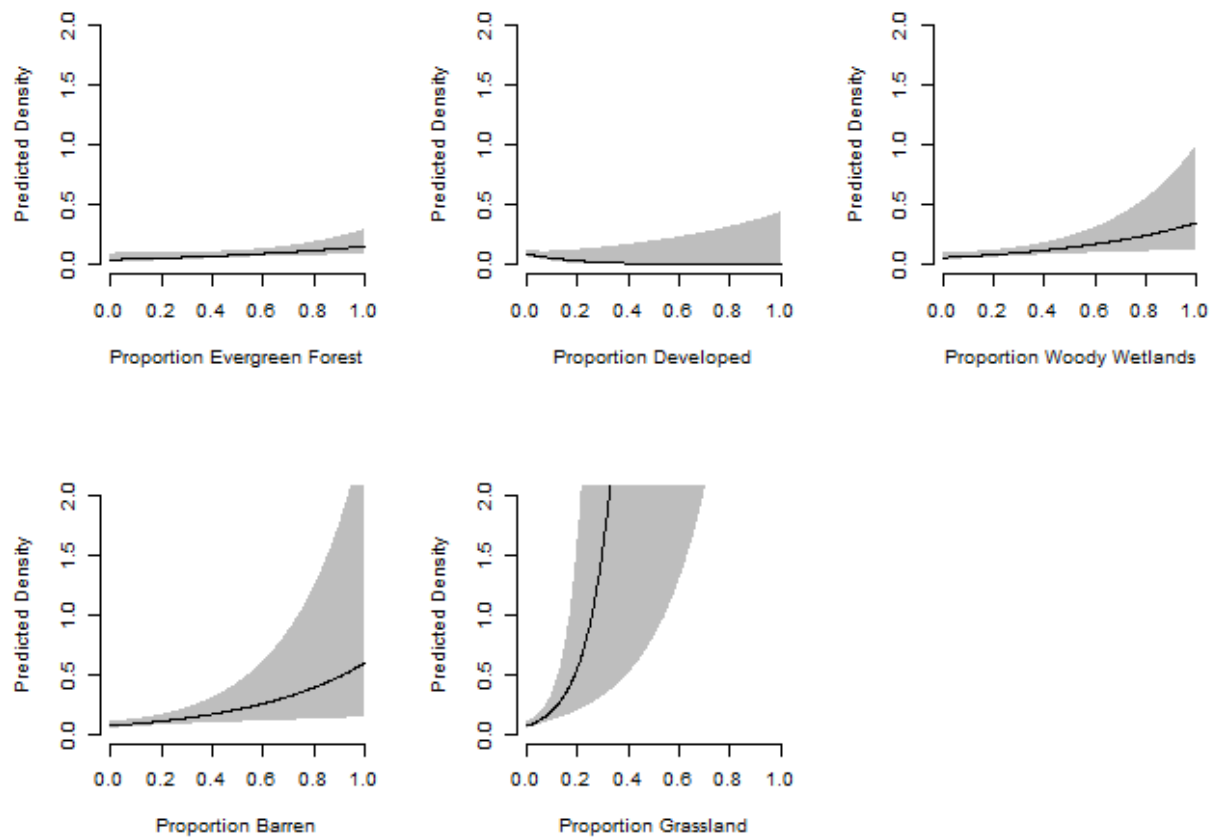 Predicted Density
2.0
1.5
1.0
0.5
0.0
0.0 0.2 0.4 0.6 0.8 1.0
Proportion Evergreen Forest
Predicted Density
2.0
1.5
1.0
0.5
0.0
0.0 0.2 0.4 0.6 0.8 1.0
Proportion Developed
Predicted Density
2.0
1.5
1.0
0.5
0.0
0.0 0.2 0.4 0.6 0.8 1.0
Proportion Woody Wetlands
Predicted Density
2.0
1.5
1.0
0.5
0.0
0.0 0.2 0.4 0.6 0.8 1.0
Proportion Barren
Predicted Density
2.0
1.5
1.0
0.5
0.0
0.0 0.2 0.4 0.6 0.8 1.0
Proportion Grassland